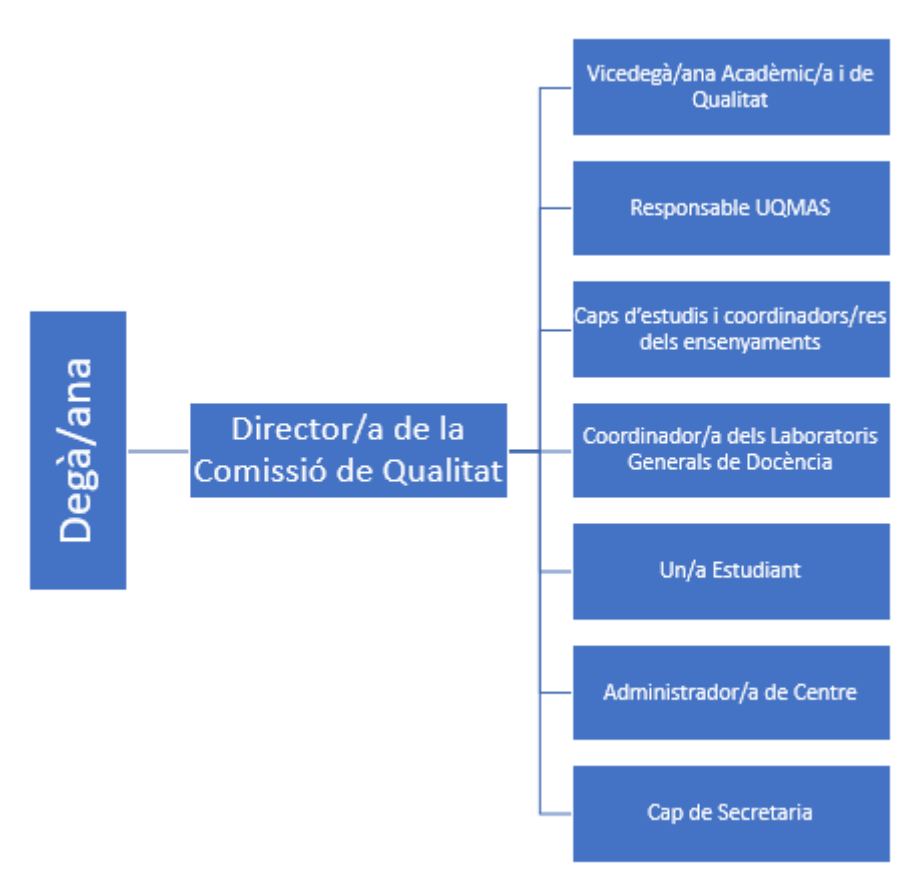 Degà/ana
Director/a de la
Comissió de Qualitat
Vicedegà/ana Acadèmic/a i de
Qualitat
Responsable UQMAS
Caps d'estudis i coordinadors/res
dels ensenyaments
Coordinador/a dels Laboratoris
Generals de Docència
Un/a Estudiant
Administrador/a de Centre
Cap de Secretaria